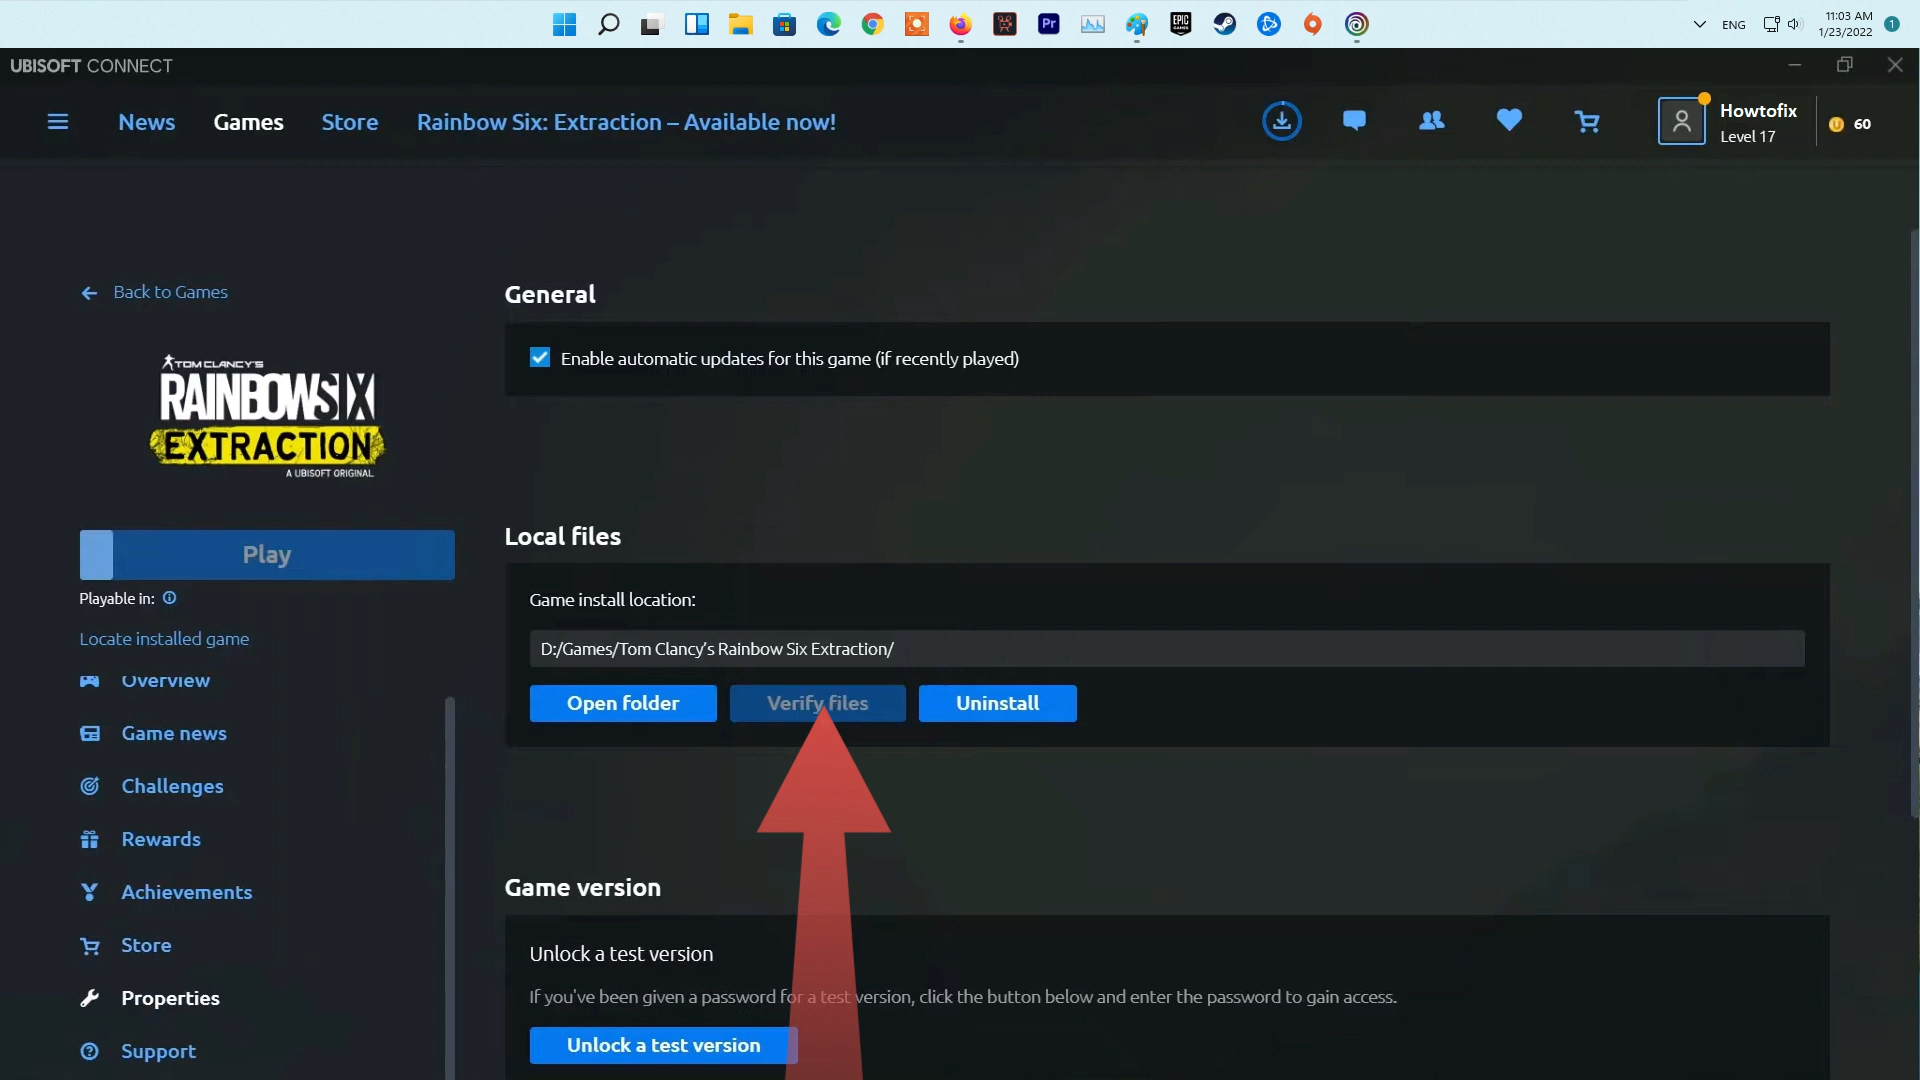 Pr
EPIC
GAMES
ENG
11:03 AM
1/23/2022
1
UBISOFT CONNECT
News
Games
Store
Rainbow Six: Extraction – Available now!
Howtofix
Level 17
60
Back to Games
TOM CLANCY'S
RAINBOWSIX
EXTRACTION
A UBISOFT ORIGINAL
Play
Playable in:
Locate installed game
Overview
Game news
Challenges
Rewards
Achievements
Store
Properties
Support
General
Enable automatic updates for this game (if recently played)
Local files
Game install location:
D:/Games/Tom Clancy's Rainbow Six Extraction/
Open folder
Verify files
Uninstall
Game version
Unlock a test version
If you've been given a password for a test version, click the button below and enter the password to gain access.
Unlock a test version